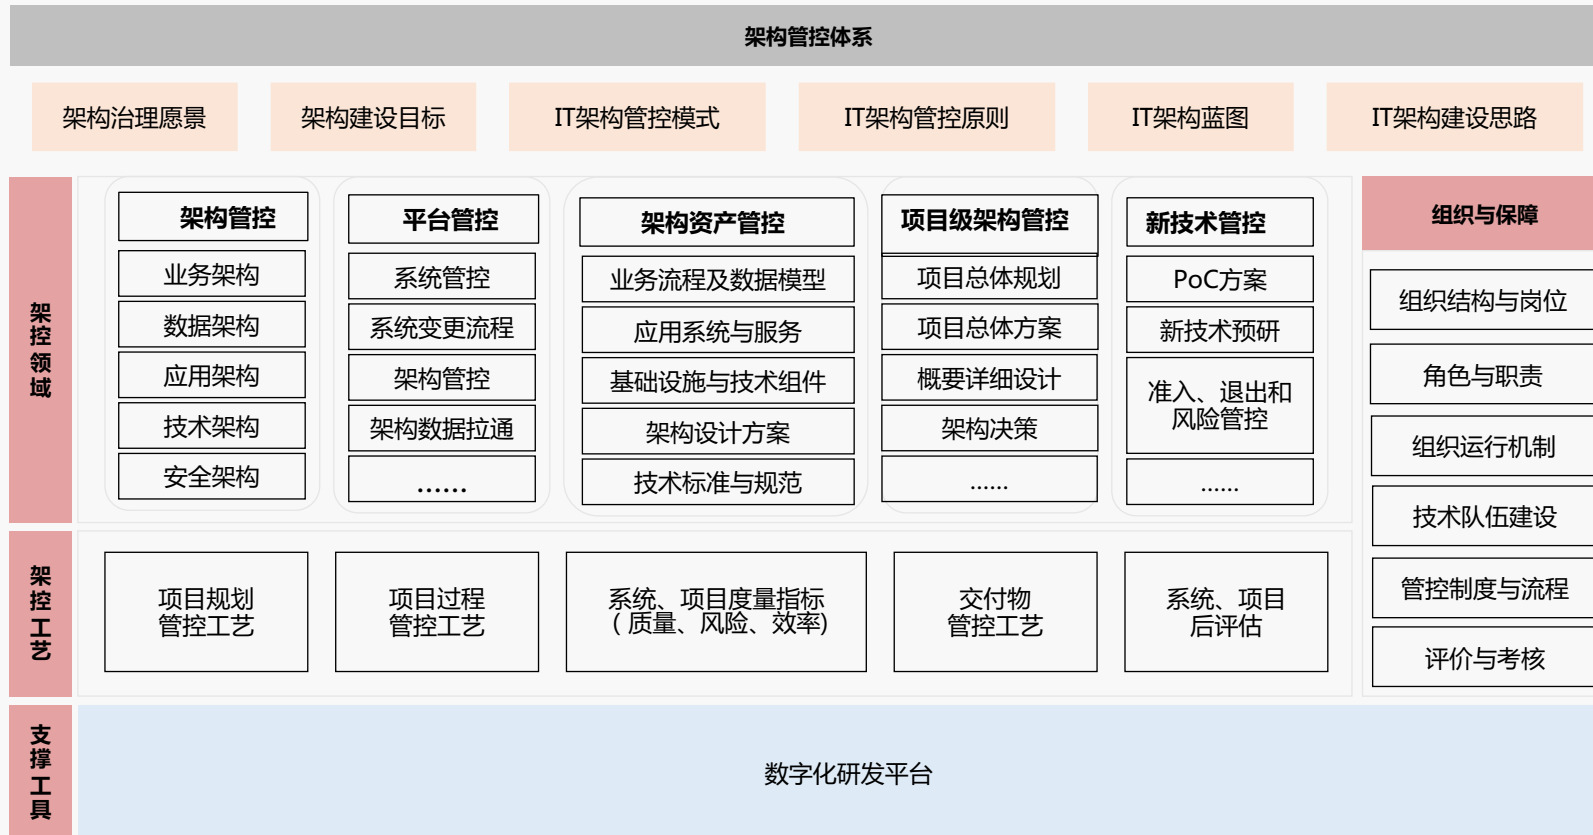 架构管控体系
架构治理愿景
架构建设目标
IT架构管控模式
IT架构管控原则
IT架构蓝图
IT架构建设思路
架控领域
架构管控
业务架构
数据架构
应用架构
技术架构
安全架构
平台管控
系统管控
系统变更流程
架构管控
架构数据拉通
......
架构资产管控
业务流程及数据模型
应用系统与服务
基础设施与技术组件
架构设计方案
技术标准与规范
项目级架构管控
项目总体规划
项目总体方案
概要详细设计
架构决策
......
新技术管控
PoC方案
新技术预研
准入、退出和
风险管控
......
组织与保障
组织结构与岗位
角色与职责
组织运行机制
技术队伍建设
管控制度与流程
评价与考核
架控工艺
项目规划
管控工艺
项目过程
管控工艺
系统、项目度量指标
(质量、风险、效率)
交付物
管控工艺
系统、项目
后评估
支撑工具
数字化研发平台